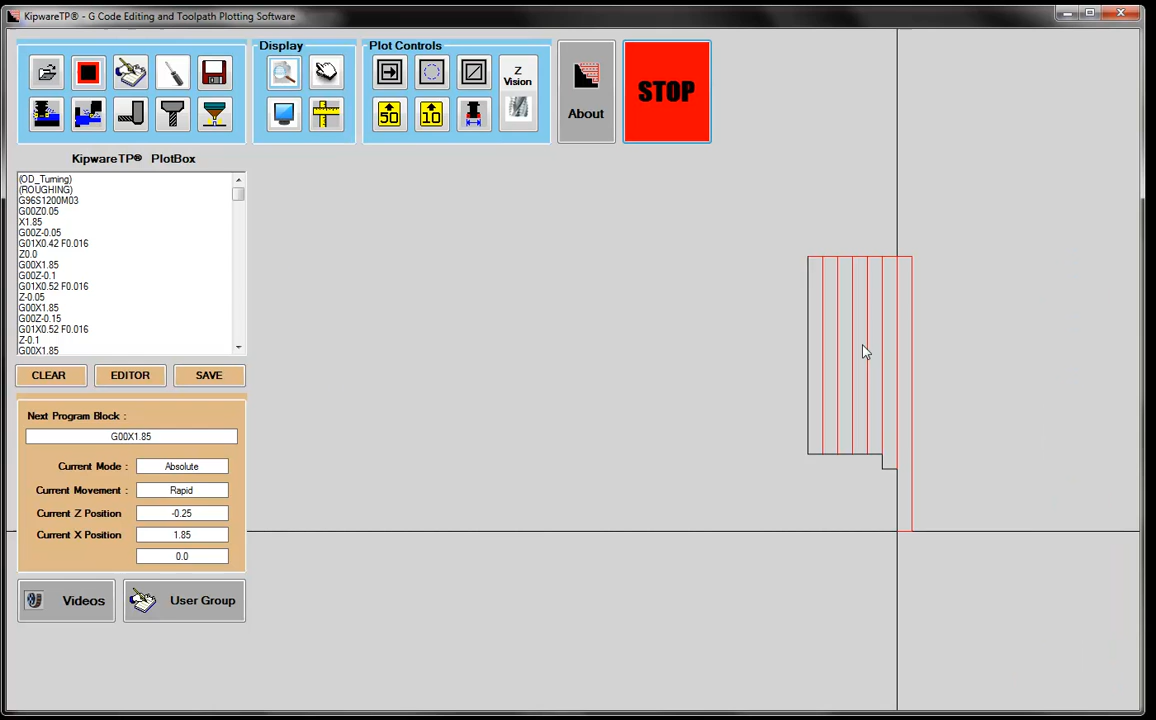 KipwareTP® - G Code Editing and Toolpath Plotting Software
Display
Plot Controls
Z
Vision
50
10
About
STOP
KipwareTP® PlotBox
(OD_Turning)
(ROUGHING)
G96S1200M03
G00Z0.05
X1.85
G00Z-0.05
G01X0.42 F0.016
Z0.0
G00X1.85
G00Z-0.1
G01X0.52 F0.016
Z-0.05
G00X1.85
G00Z-0.15
G01X0.52 F0.016
Z-0.1
G00X1.85
CLEAR
EDITOR
SAVE
Next Program Block :
G00X1.85
Current Mode :
Absolute
Current Movement :
Rapid
Current Z Position
-0.25
Current X Position
1.85
0.0
Videos
User Group